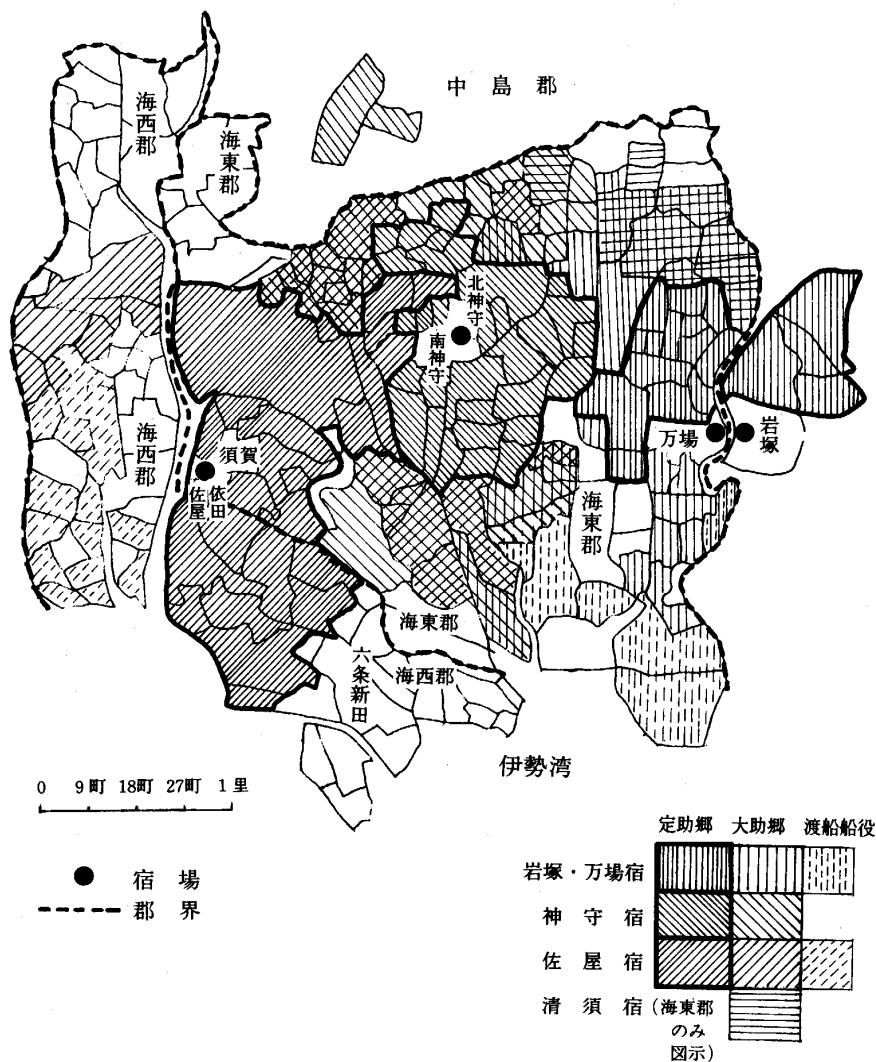 中島郡
海西郡
海東郡
北神守
南神守
万場
岩塚
海西郡
須賀
依田
佐屋
海東郡
海東郡
海西郡
六条新田
伊勢湾
0 9町 18町 27町 1里
宿場
郡界
定助郷 大助郷 渡船船役
岩塚・万場宿
神守宿
佐屋宿
清須宿(海東郡
のみ
図示)